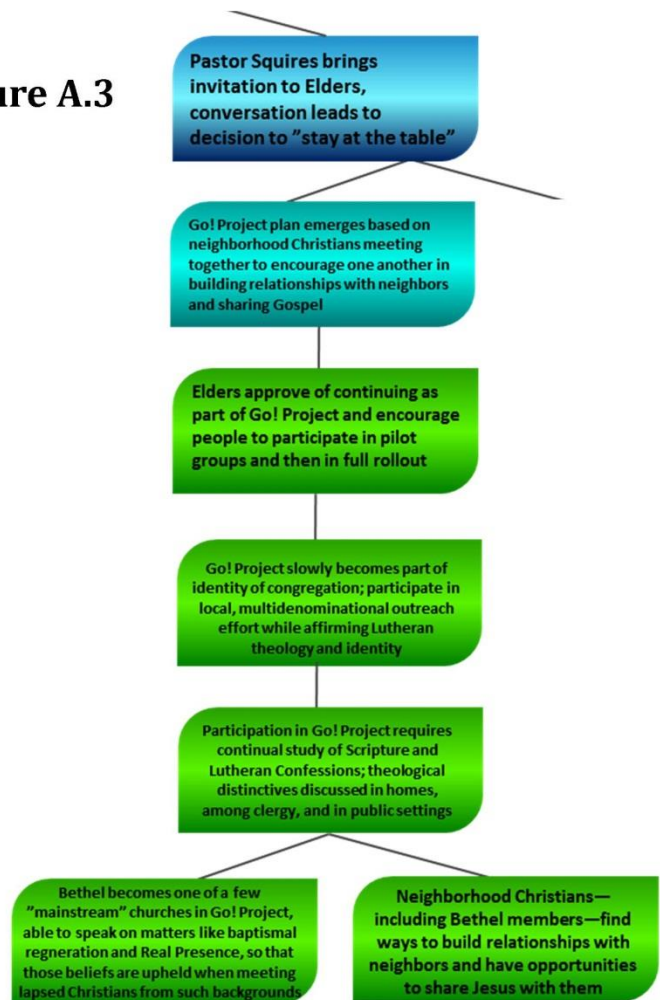 ure A.3
Pastor Squires brings
invitation to Elders,
conversation leads to
decision to ”stay at the table”
Go! Project plan emerges based on
neighborhood Christians meeting
together to encourage one another in
building relationships with neighbors
and sharing Gospel
Elders approve of continuing as
part of Go! Project and encourage
people to participate in pilot
groups and then in full rollout
Go! Project slowly becomes part of
identity of congregation; participate in
local, multidenominational outreach
effort while affirming Lutheran
theology and identity
Participation in Go! Project requires
continual study of Scripture and
Lutheran Confessions; theological
distinctives discussed in homes,
among clergy, and in public settings
Bethel becomes one of a few
”mainstream” churches in Go! Project,
able to speak on matters like baptismal
regneration and Real Presence, so that
those beliefs are upheld when meeting
lapsed Christians from such backgrounds
Neighborhood Christians—
including Bethel members—find
ways to build relationships with
neighbors and have opportunities
to share Jesus with them